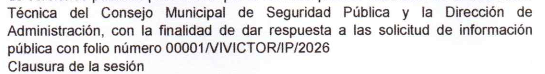 Técnica del Consejo Municipal de Seguridad Pública y la Dirección de
Administración, con la finalidad de dar respuesta a las solicitud de información
pública con folio número 00001/VIVICTOR/IP/2026
Clausura de la sesión